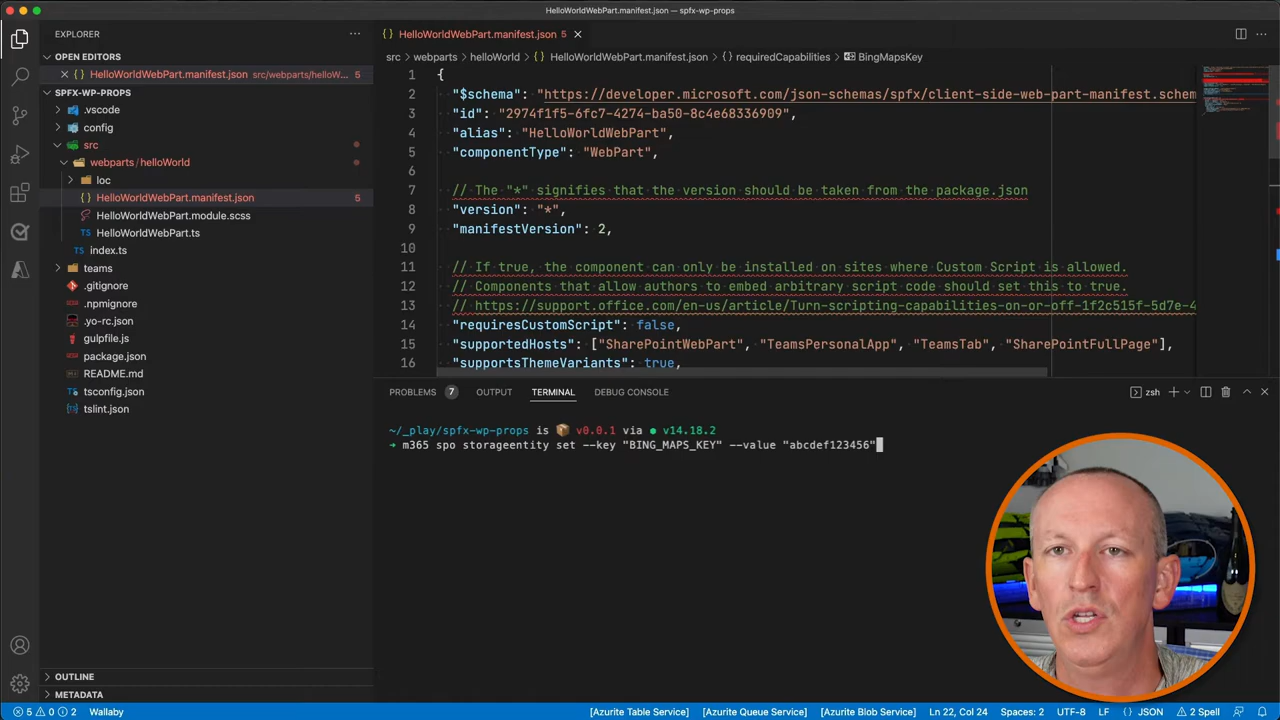 HelloWorldWebPart.manifest.json — spfx-wp-props
EXPLORER
OPEN EDITORS
HelloWorldWebPart.manifest.json src/webparts/helloW... 5
SPFX-WP-PROPS
.vscode
config
src
webparts / helloWorld
loc
HelloWorldWebPart.manifest.json 5
HelloWorldWebPart.module.scss
HelloWorldWebPart.ts
index.ts
teams
.gitignore
.npmignore
.yo-rc.json
gulpfile.js
package.json
README.md
tsconfig.json
tslint.json
OUTLINE
METADATA
HelloWorldWebPart.manifest.json 5
src > webparts > helloWorld > {} HelloWorldWebPart.manifest.json > {} requiredCapabilities > BingMapsKey
1 {
2 "$schema": "https://developer.microsoft.com/json-schemas/spfx/client-side-web-part-manifest.schem
3 "id": "2974f1f5-6fc7-4274-ba50-8c4e68336909",
4 "alias": "HelloWorldWebPart",
5 "componentType": "WebPart",
6
7 // The "*" signifies that the version should be taken from the package.json
8 "version": "*",
9 "manifestVersion": 2,
10
11 // If true, the component can only be installed on sites where Custom Script is allowed.
12 // Components that allow authors to embed arbitrary script code should set this to true.
13 // https://support.office.com/en-us/article/Turn-scripting-capabilities-on-or-off-1f2c515f-5d7e-4
14 "requiresCustomScript": false,
15 "supportedHosts": ["SharePointWebPart", "TeamsPersonalApp", "TeamsTab", "SharePointFullPage"],
16 "supportsThemeVariants": true,
PROBLEMS 7 OUTPUT TERMINAL DEBUG CONSOLE zsh
~/_play/spfx-wp-props is 📦 v0.0.1 via ● v14.18.2
➜ m365 spo storageentity set --key "BING_MAPS_KEY" --value "abcdef123456"
5 0 2 Wallaby [Azurite Table Service] [Azurite Queue Service] [Azurite Blob Service] Ln 22, Col 24 Spaces: 2 UTF-8 LF {} JSON 2 Spell